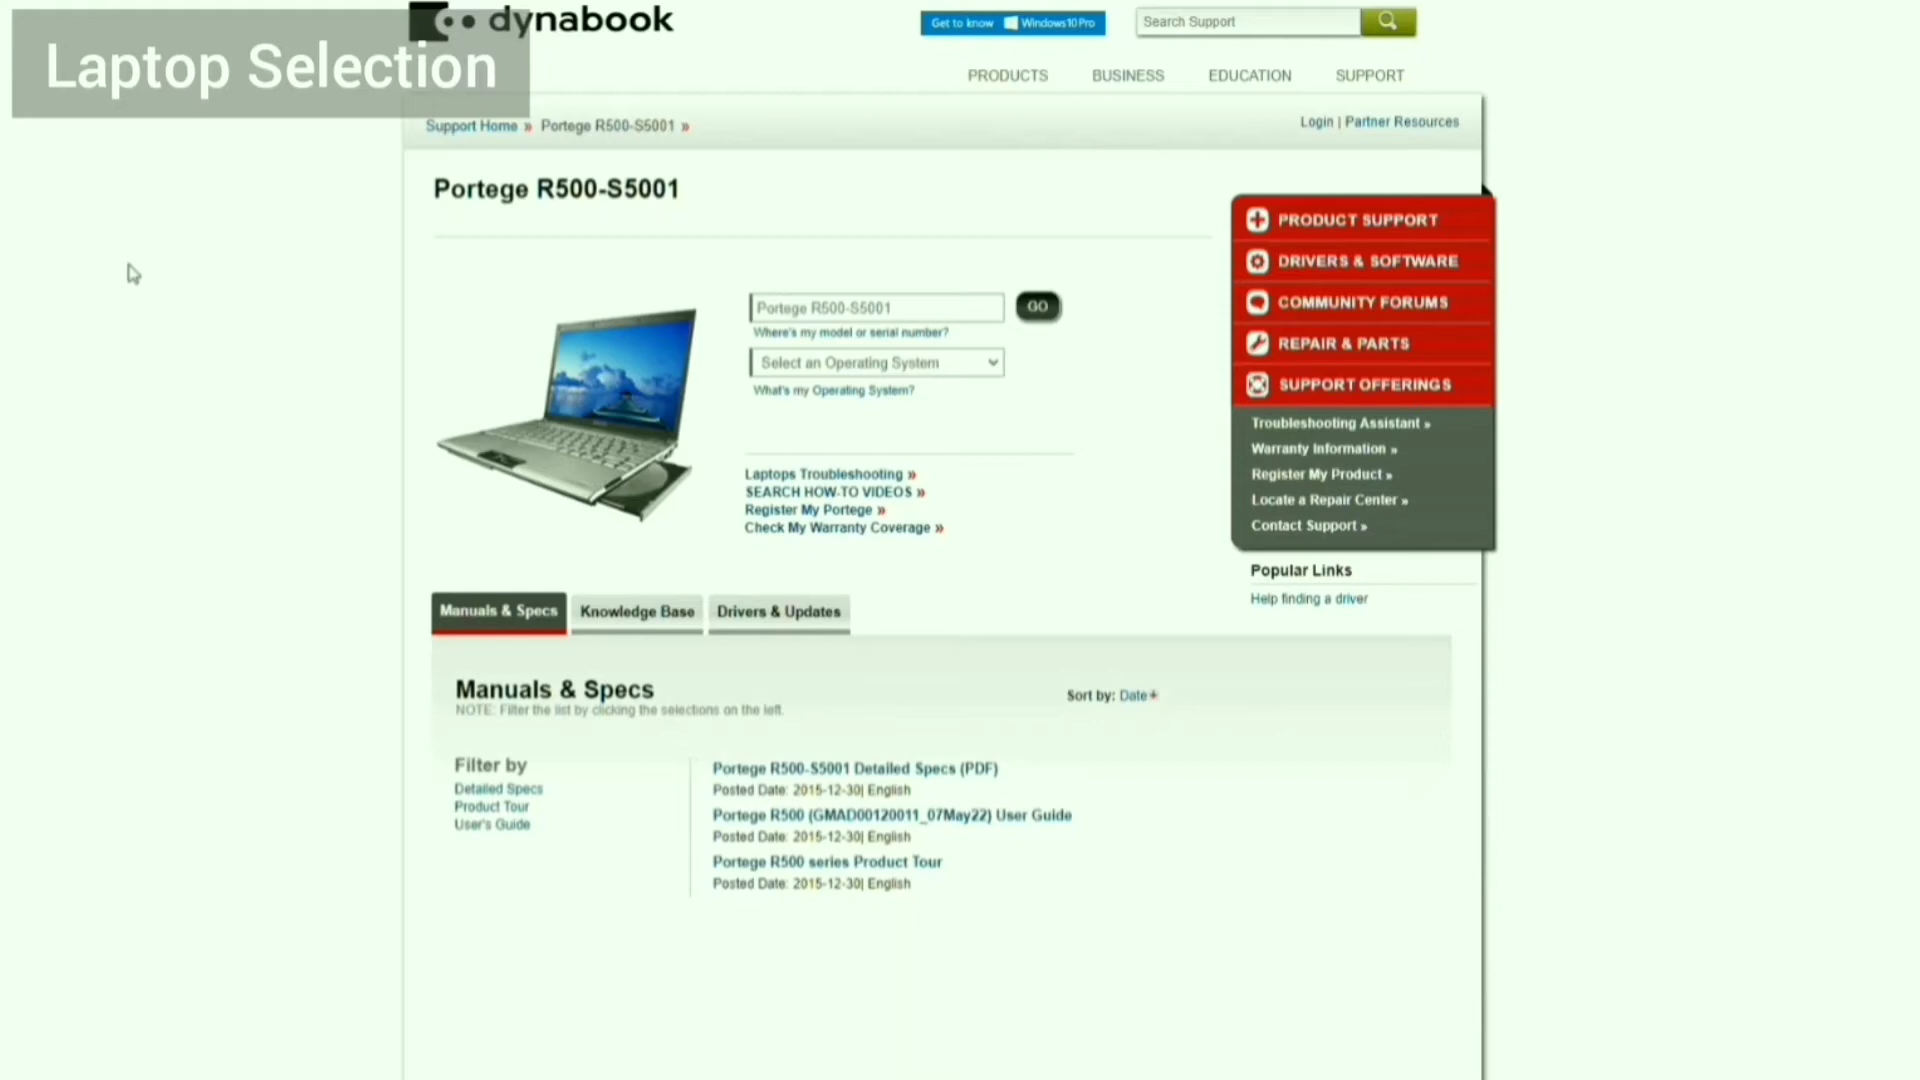 Laptop Selection
dynabook
Get to know Windows10Pro
Search Support
PRODUCTS BUSINESS EDUCATION SUPPORT
Support Home » Portege R500-S5001 »
Login | Partner Resources
Portege R500-S5001
PRODUCT SUPPORT
DRIVERS & SOFTWARE
COMMUNITY FORUMS
REPAIR & PARTS
SUPPORT OFFERINGS
Troubleshooting Assistant »
Warranty Information »
Register My Product »
Locate a Repair Center »
Contact Support »
Popular Links
Help finding a driver
Portege R500-S5001
GO
Where's my model or serial number?
Select an Operating System
What's my Operating System?
Laptops Troubleshooting »
SEARCH HOW-TO VIDEOS »
Register My Portege »
Check My Warranty Coverage »
Manuals & Specs Knowledge Base Drivers & Updates
Manuals & Specs
NOTE: Filter the list by clicking the selections on the left.
Sort by: Date
Filter by
Detailed Specs
Product Tour
User's Guide
Portege R500-S5001 Detailed Specs (PDF)
Posted Date: 2015-12-30| English
Portege R500 (GMAD00120011_07May22) User Guide
Posted Date: 2015-12-30| English
Portege R500 series Product Tour
Posted Date: 2015-12-30| English